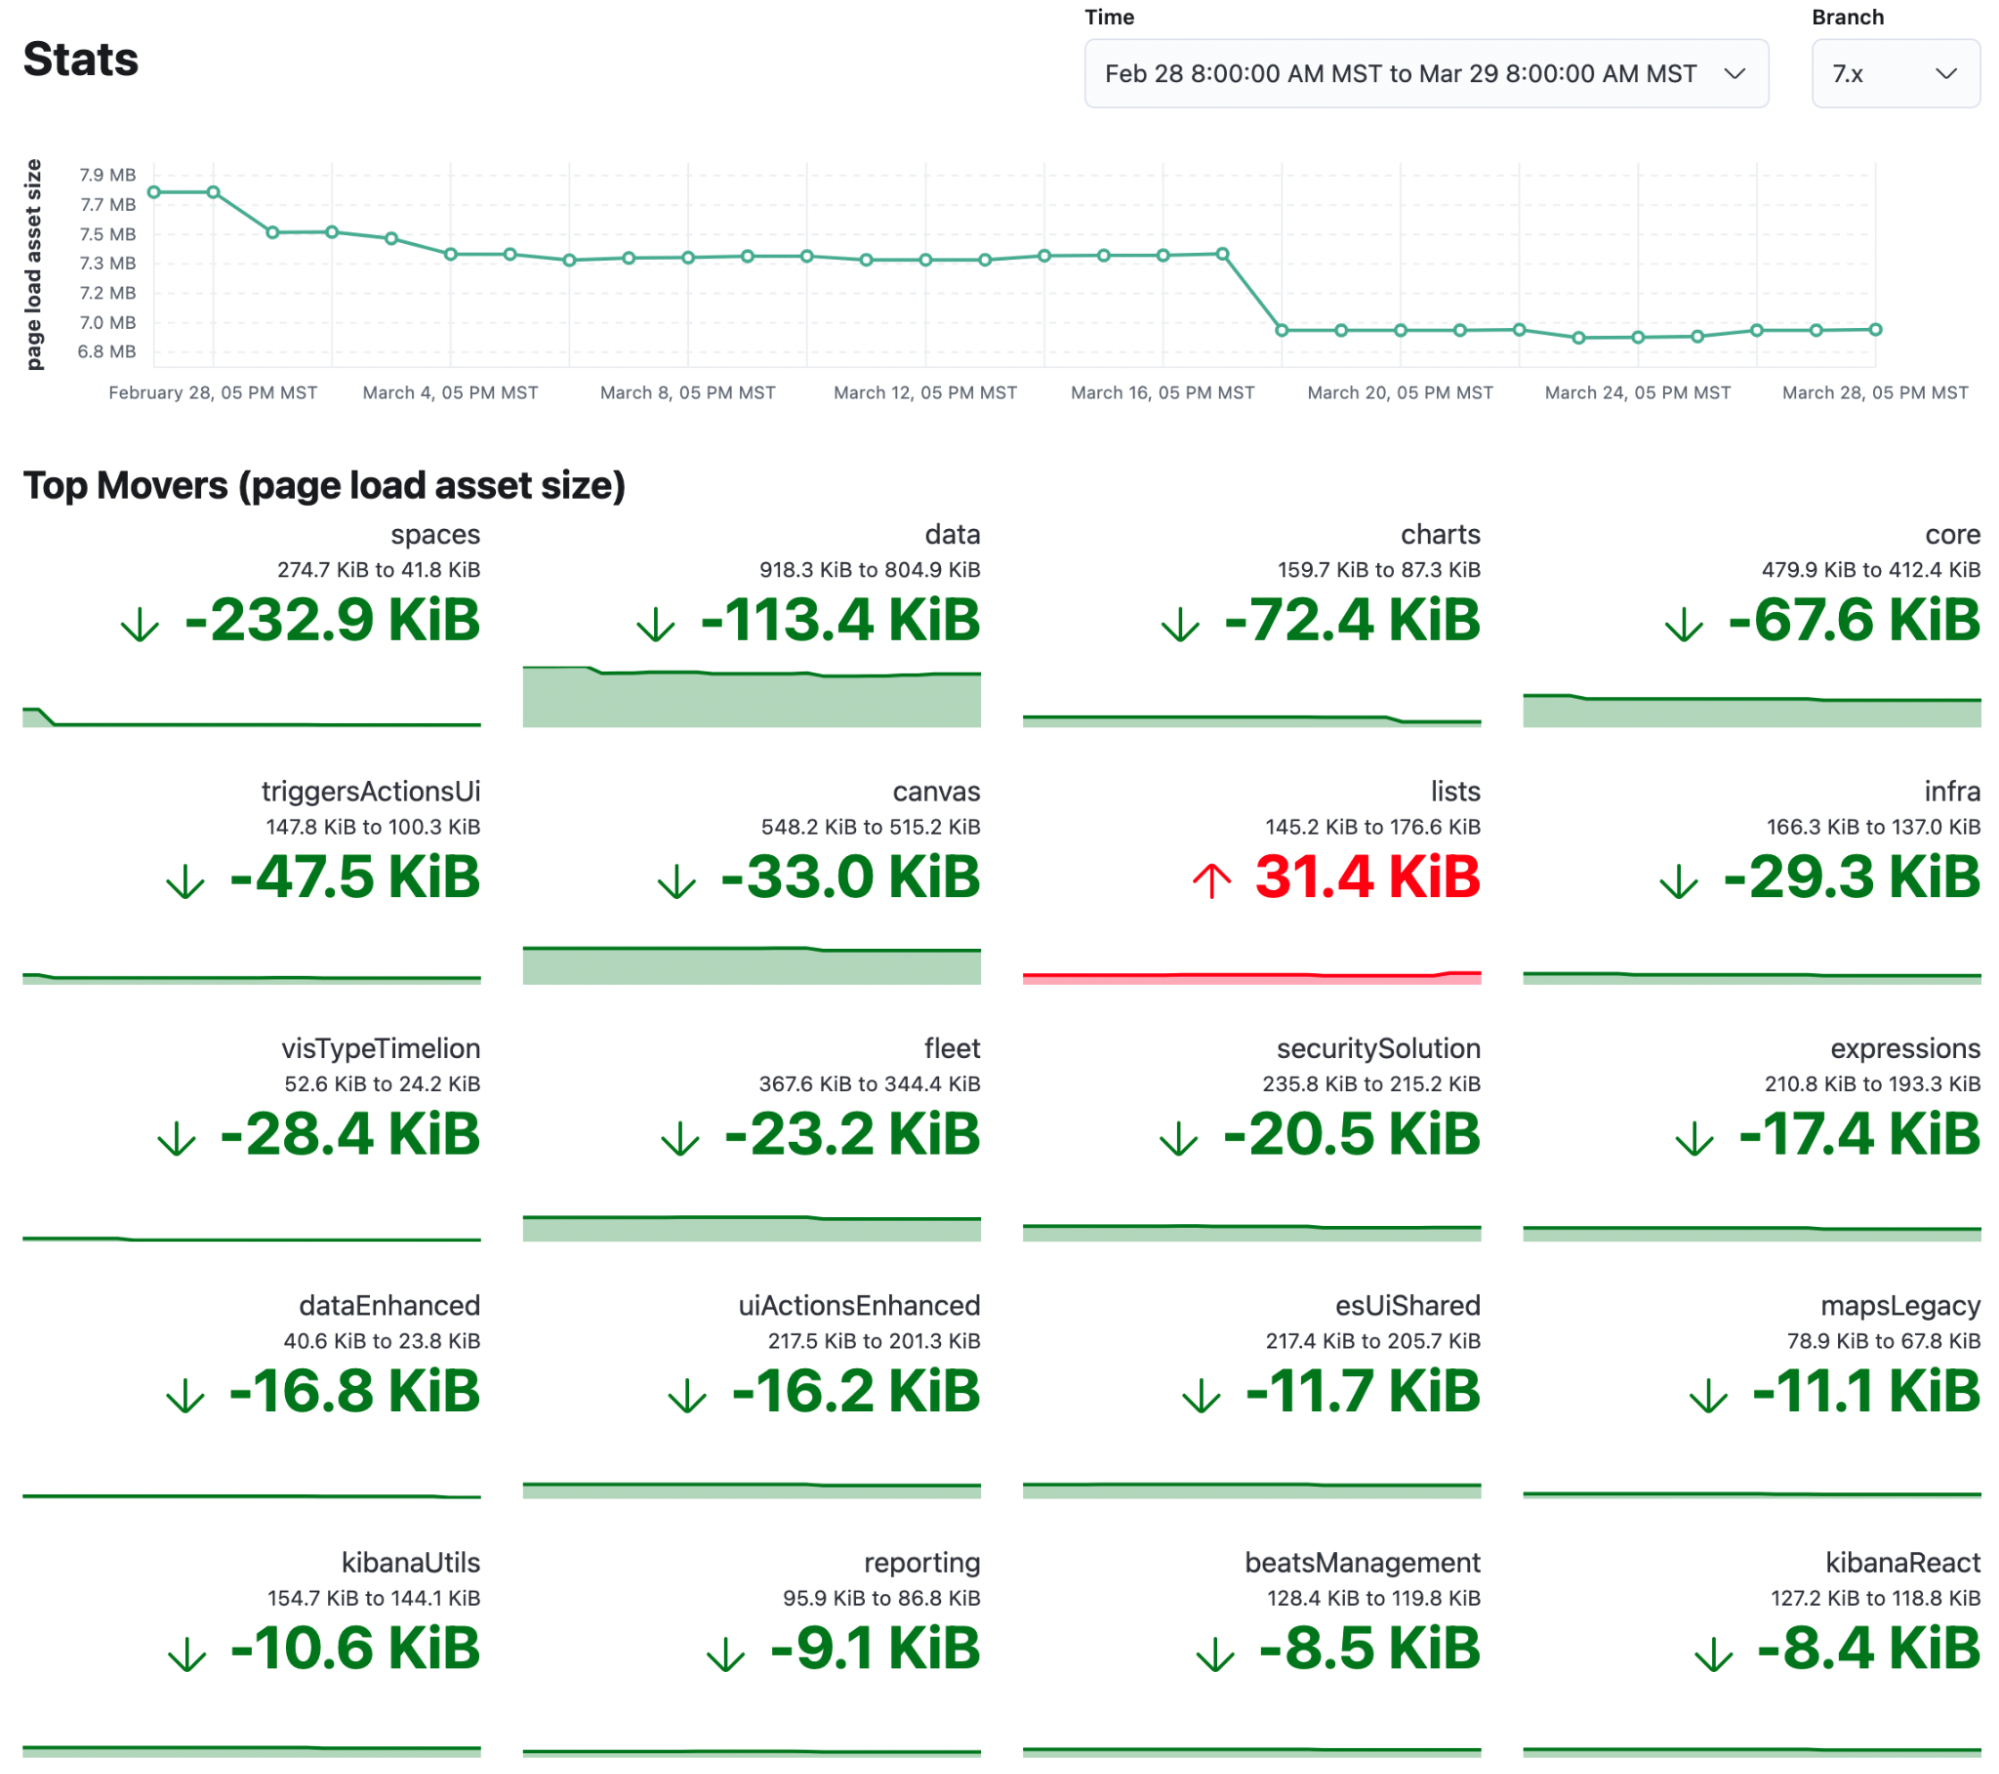 Stats
Time
Feb 28 8:00:00 AM MST to Mar 29 8:00:00 AM MST
Branch
7.x
page load asset size
7.9 MB
7.7 MB
7.5 MB
7.3 MB
7.2 MB
7.0 MB
6.8 MB
February 28, 05 PM MST
March 4, 05 PM MST
March 8, 05 PM MST
March 12, 05 PM MST
March 16, 05 PM MST
March 20, 05 PM MST
March 24, 05 PM MST
March 28, 05 PM MST
Top Movers (page load asset size)
spaces
274.7 KiB to 41.8 KiB
-232.9 KiB
data
918.3 KiB to 804.9 KiB
-113.4 KiB
charts
159.7 KiB to 87.3 KiB
-72.4 KiB
core
479.9 KiB to 412.4 KiB
-67.6 KiB
triggersActionsUi
147.8 KiB to 100.3 KiB
-47.5 KiB
canvas
548.2 KiB to 515.2 KiB
-33.0 KiB
lists
145.2 KiB to 176.6 KiB
31.4 KiB
infra
166.3 KiB to 137.0 KiB
-29.3 KiB
visTypeTimelion
52.6 KiB to 24.2 KiB
-28.4 KiB
fleet
367.6 KiB to 344.4 KiB
-23.2 KiB
securitySolution
235.8 KiB to 215.2 KiB
-20.5 KiB
expressions
210.8 KiB to 193.3 KiB
-17.4 KiB
dataEnhanced
40.6 KiB to 23.8 KiB
-16.8 KiB
uiActionsEnhanced
217.5 KiB to 201.3 KiB
-16.2 KiB
esUiShared
217.4 KiB to 205.7 KiB
-11.7 KiB
mapsLegacy
78.9 KiB to 67.8 KiB
-11.1 KiB
kibanaUtils
154.7 KiB to 144.1 KiB
-10.6 KiB
reporting
95.9 KiB to 86.8 KiB
-9.1 KiB
beatsManagement
128.4 KiB to 119.8 KiB
-8.5 KiB
kibanaReact
127.2 KiB to 118.8 KiB
-8.4 KiB